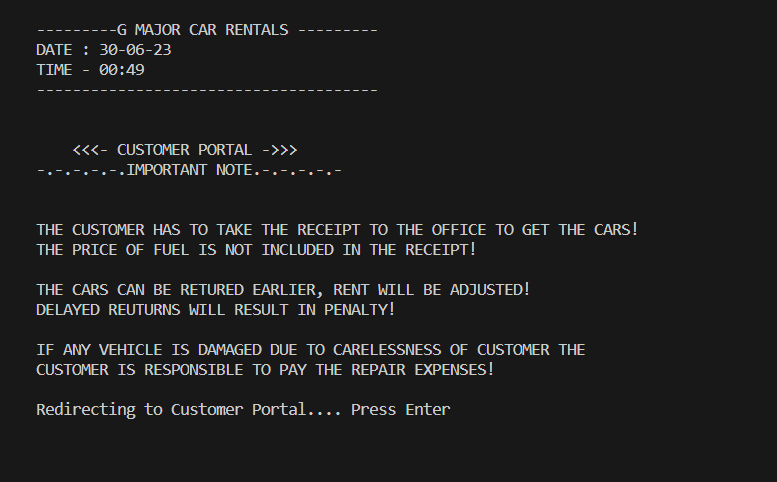 ---------G MAJOR CAR RENTALS ---------
DATE : 30-06-23
TIME - 00:49
--------------------------------------
<<<- CUSTOMER PORTAL ->>>
-.-.-.-.-.IMPORTANT NOTE.-.-.-.-.-
THE CUSTOMER HAS TO TAKE THE RECEIPT TO THE OFFICE TO GET THE CARS!
THE PRICE OF FUEL IS NOT INCLUDED IN THE RECEIPT!
THE CARS CAN BE RETURED EARLIER, RENT WILL BE ADJUSTED!
DELAYED REUTURNS WILL RESULT IN PENALTY!
IF ANY VEHICLE IS DAMAGED DUE TO CARELESSNESS OF CUSTOMER THE
CUSTOMER IS RESPONSIBLE TO PAY THE REPAIR EXPENSES!
Redirecting to Customer Portal.... Press Enter